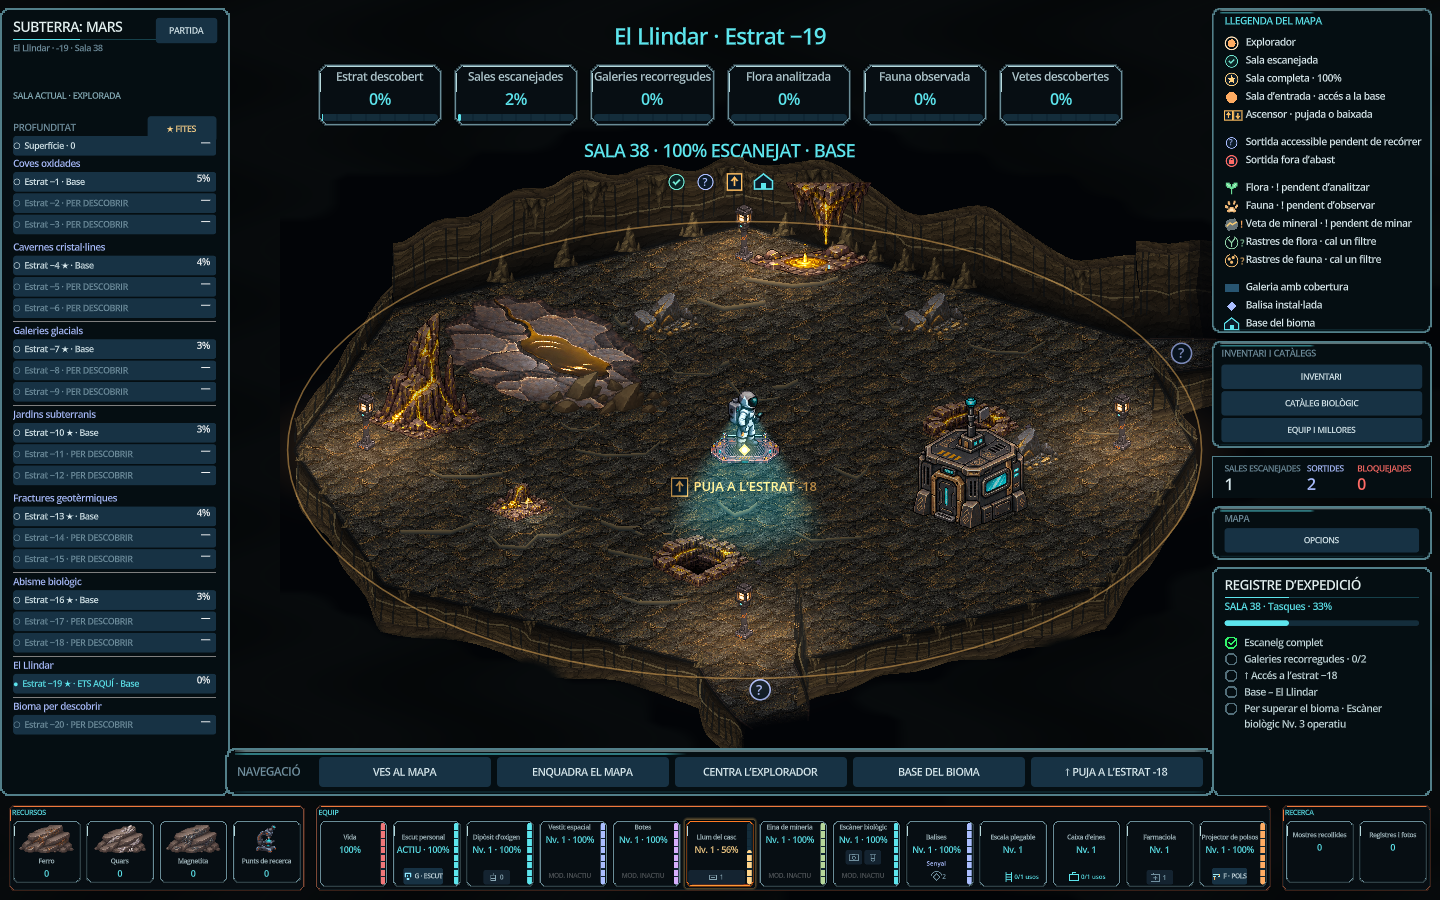 SUBTERRA: MARS
PARTIDA
El Llindar · -19 · Sala 38
SALA ACTUAL · EXPLORADA
PROFUNDITAT
★ FITES
Superfície · 0 —
Coves oxidades
Estrat −1 · Base 5%
Estrat −2 · PER DESCOBRIR —
Estrat −3 · PER DESCOBRIR —
Cavernes cristal·lines
Estrat −4 ★ · Base 4%
Estrat −5 · PER DESCOBRIR —
Estrat −6 · PER DESCOBRIR —
Galeries glacials
Estrat −7 ★ · Base 3%
Estrat −8 · PER DESCOBRIR —
Estrat −9 · PER DESCOBRIR —
Jardins subterranis
Estrat −10 ★ · Base 3%
Estrat −11 · PER DESCOBRIR —
Estrat −12 · PER DESCOBRIR —
Fractures geotèrmiques
Estrat −13 ★ · Base 4%
Estrat −14 · PER DESCOBRIR —
Estrat −15 · PER DESCOBRIR —
Abisme biològic
Estrat −16 ★ · Base 3%
Estrat −17 · PER DESCOBRIR —
Estrat −18 · PER DESCOBRIR —
El Llindar
Estrat −19 ★ · ETS AQUÍ · Base 0%
Bioma per descobrir
Estrat −20 · PER DESCOBRIR —
El Llindar · Estrat −19
Estrat descobert
0%
Sales escanejades
2%
Galeries recorregudes
0%
Flora analitzada
0%
Fauna observada
0%
Vetes descobertes
0%
SALA 38 · 100% ESCANEJAT · BASE
PUJA A L'ESTRAT -18
NAVEGACIÓ
VES AL MAPA
ENQUADRA EL MAPA
CENTRA L'EXPLORADOR
BASE DEL BIOMA
↑ PUJA A L'ESTRAT -18
LLEGENDA DEL MAPA
Explorador
Sala escanejada
Sala completa · 100%
Sala d'entrada · accés a la base
Ascensor · pujada o baixada
Sortida accessible pendent de recórrer
Sortida fora d'abast
Flora · ! pendent d'analitzar
Fauna · ! pendent d'observar
! Veta de mineral · ! pendent de minar
? Rastres de flora · cal un filtre
? Rastres de fauna · cal un filtre
Galeria amb cobertura
Balisa instal·lada
Base del bioma
INVENTARI I CATÀLEGS
INVENTARI
CATÀLEG BIOLÒGIC
EQUIP I MILLORES
SALES ESCANEJADES
1
SORTIDES
2
BLOQUEJADES
0
MAPA
OPCIONS
REGISTRE D'EXPEDICIÓ
SALA 38 · Tasques · 33%
Escaneig complet
Galeries recorregudes · 0/2
↑ Accés a l'estrat −18
Base – El Llindar
Per superar el bioma · Escàner
biològic Nv. 3 operatiu
RECURSOS
Ferro
0
Quars
0
Magnetita
0
Punts de recerca
0
EQUIP
Vida
100%
Escut personal
ACTIU · 100%
G · ESCUT
Dipòsit d'oxigen
Nv. 1 · 100%
0
Vestit espacial
Nv. 1 · 100%
MOD. INACTIU
Botes
Nv. 1 · 100%
MOD. INACTIU
Llum del casc
Nv. 1 · 56%
1
Eina de mineria
Nv. 1 · 100%
MOD. INACTIU
Escàner biològic
Nv. 1 · 100%
MOD. INACTIU
Balises
Nv. 1 · 100%
Senyal
2
Escala plegable
Nv. 1
0/1 usos
Caixa d'eines
Nv. 1
0/1 usos
Farmaciola
Nv. 1
1
Projector de polsos
Nv. 1 · 100%
F · POLS
RECERCA
Mostres recollides
0
Registres i fotos
0